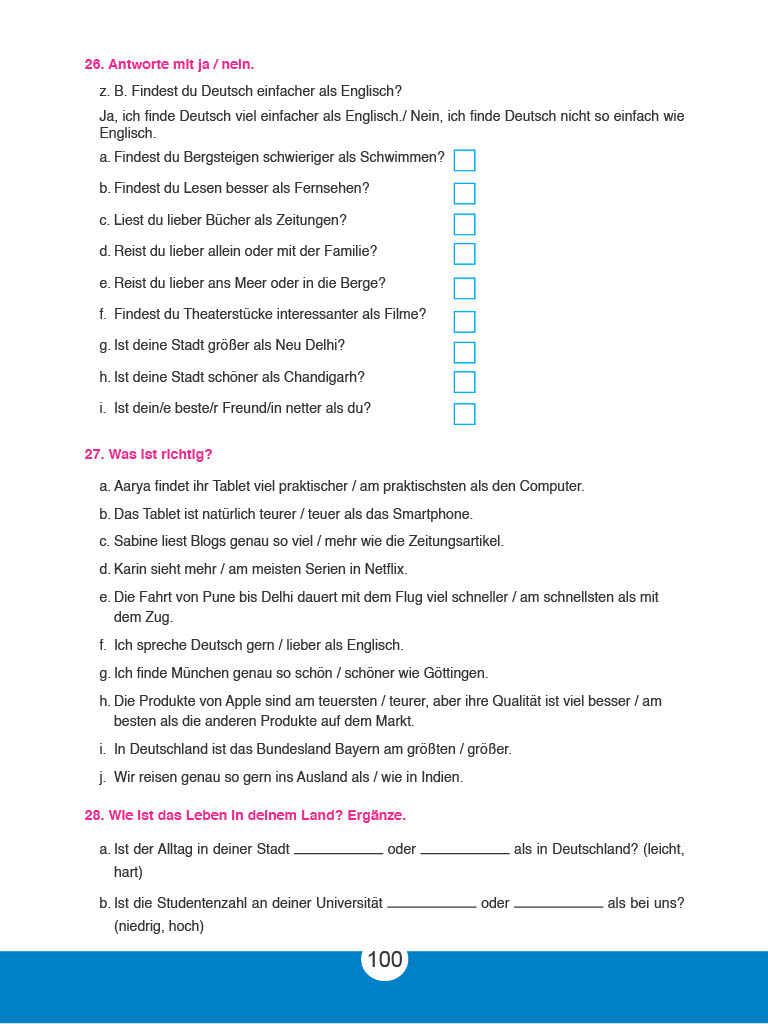 26. Antworte mit ja / nein.
z. B. Findest du Deutsch einfacher als Englisch?
Ja, ich finde Deutsch viel einfacher als Englisch./ Nein, ich finde Deutsch nicht so einfach wie
Englisch.
a. Findest du Bergsteigen schwieriger als Schwimmen?
b. Findest du Lesen besser als Fernsehen?
c. Liest du lieber Bücher als Zeitungen?
d. Reist du lieber allein oder mit der Familie?
e. Reist du lieber ans Meer oder in die Berge?
f. Findest du Theaterstücke interessanter als Filme?
g. Ist deine Stadt größer als Neu Delhi?
h. Ist deine Stadt schöner als Chandigarh?
i. Ist dein/e beste/r Freund/in netter als du?
27. Was ist richtig?
a. Aarya findet ihr Tablet viel praktischer / am praktischsten als den Computer.
b. Das Tablet ist natürlich teurer / teuer als das Smartphone.
c. Sabine liest Blogs genau so viel / mehr wie die Zeitungsartikel.
d. Karin sieht mehr / am meisten Serien in Netflix.
e. Die Fahrt von Pune bis Delhi dauert mit dem Flug viel schneller / am schnellsten als mit
dem Zug.
f. Ich spreche Deutsch gern / lieber als Englisch.
g. Ich finde München genau so schön / schöner wie Göttingen.
h. Die Produkte von Apple sind am teuersten / teurer, aber ihre Qualität ist viel besser / am
besten als die anderen Produkte auf dem Markt.
i. In Deutschland ist das Bundesland Bayern am größten / größer.
j. Wir reisen genau so gern ins Ausland als / wie in Indien.
28. Wie ist das Leben in deinem Land? Ergänze.
a. Ist der Alltag in deiner Stadt ___________ oder ___________ als in Deutschland? (leicht,
hart)
b. Ist die Studentenzahl an deiner Universität ___________ oder ___________ als bei uns?
(niedrig, hoch)
100